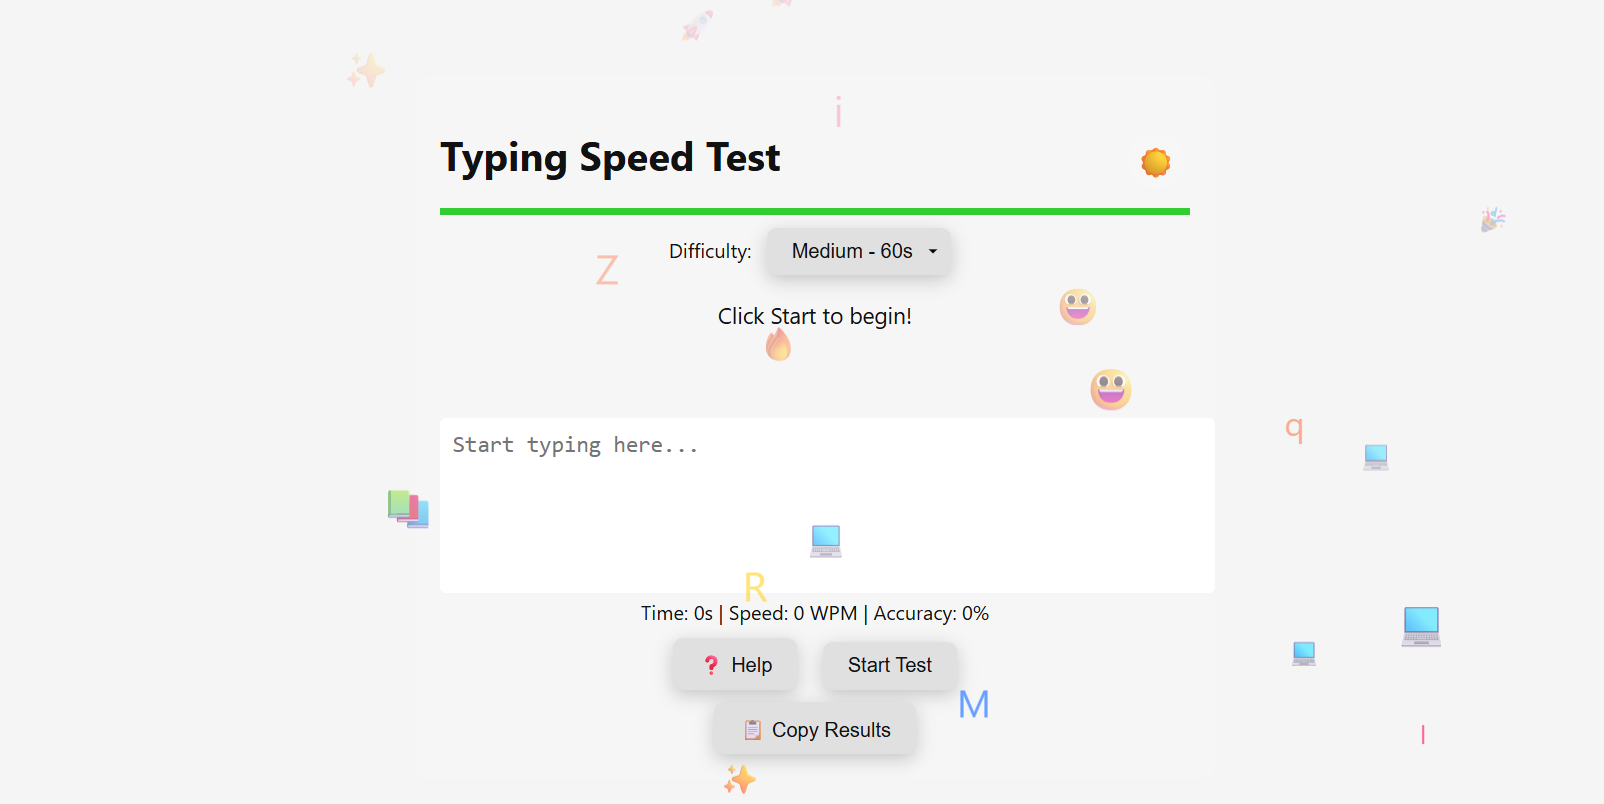 i
Typing Speed Test
Difficulty: Medium - 60s
Z
Click Start to begin!
q
Start typing here...
R
Time: 0s | Speed: 0 WPM | Accuracy: 0%
❓ Help
Start Test
M
📋 Copy Results